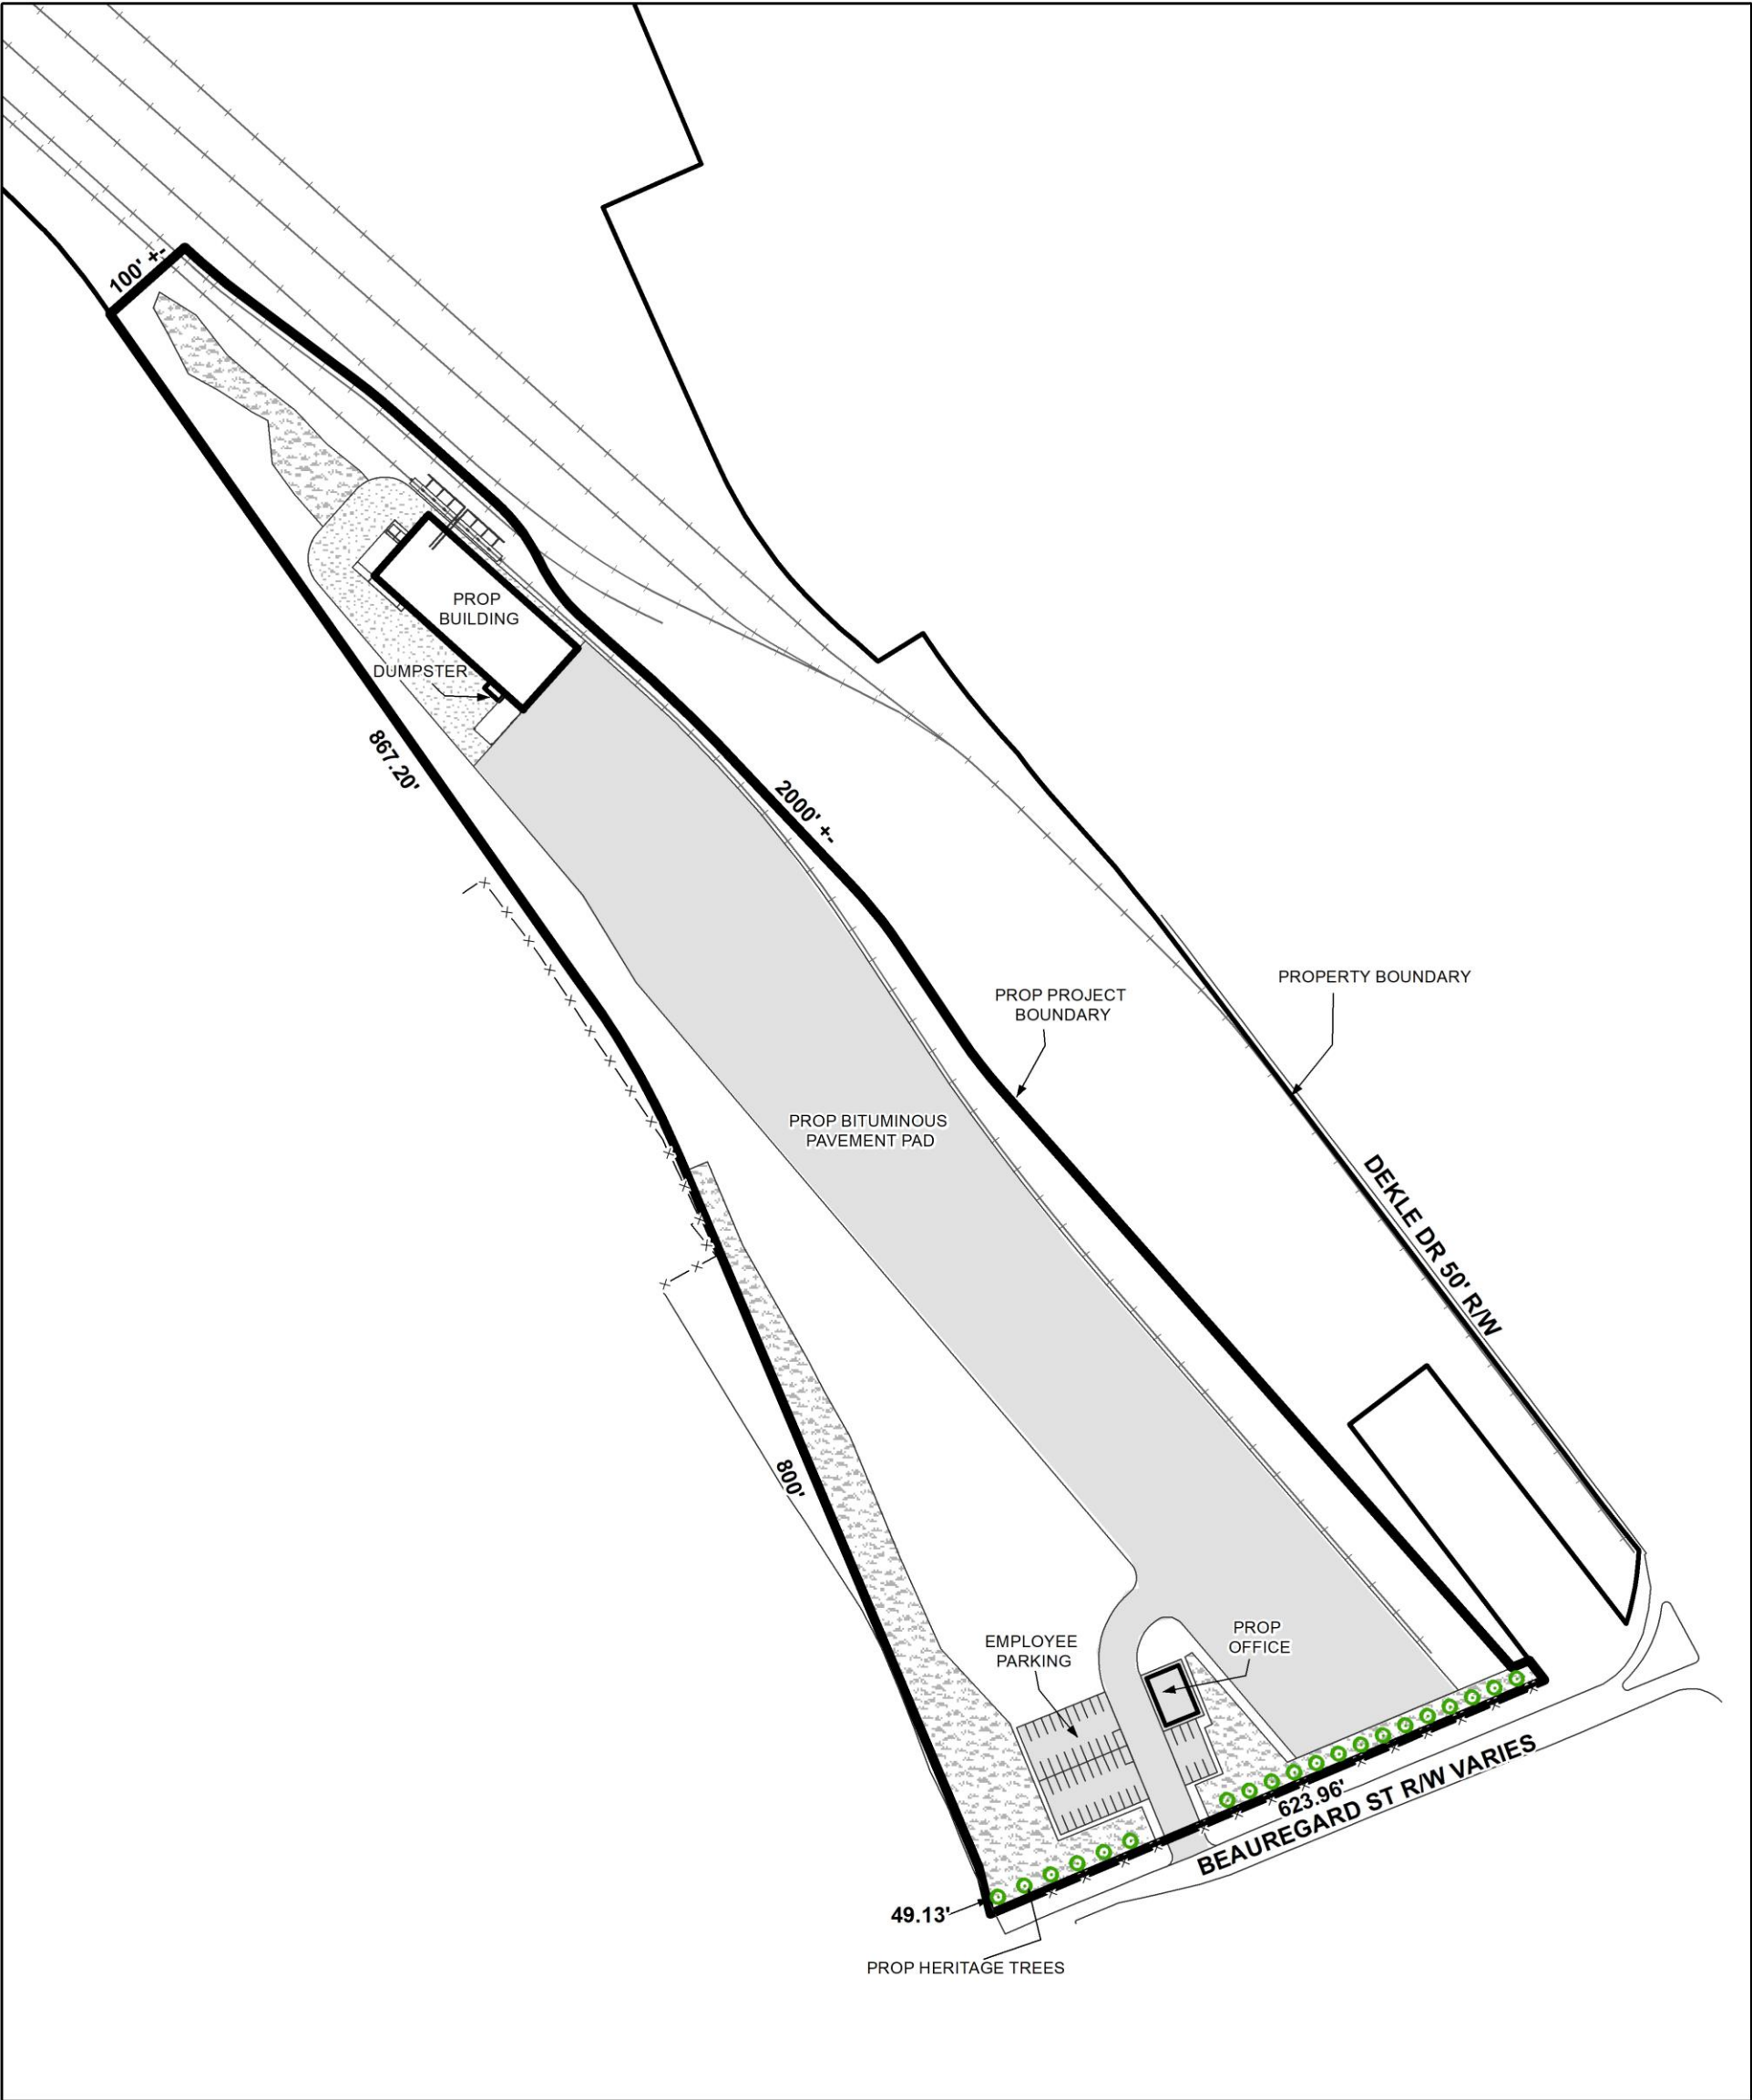 100' +-
PROP
BUILDING
DUMPSTER
867.20'
2000' +-
PROP PROJECT
BOUNDARY
PROPERTY BOUNDARY
PROP BITUMINOUS
PAVEMENT PAD
DEKLE DR 50' R/W
800'
EMPLOYEE
PARKING
PROP
OFFICE
623.96'
BEAUREGARD ST R/W VARIES
49.13'
PROP HERITAGE TREES